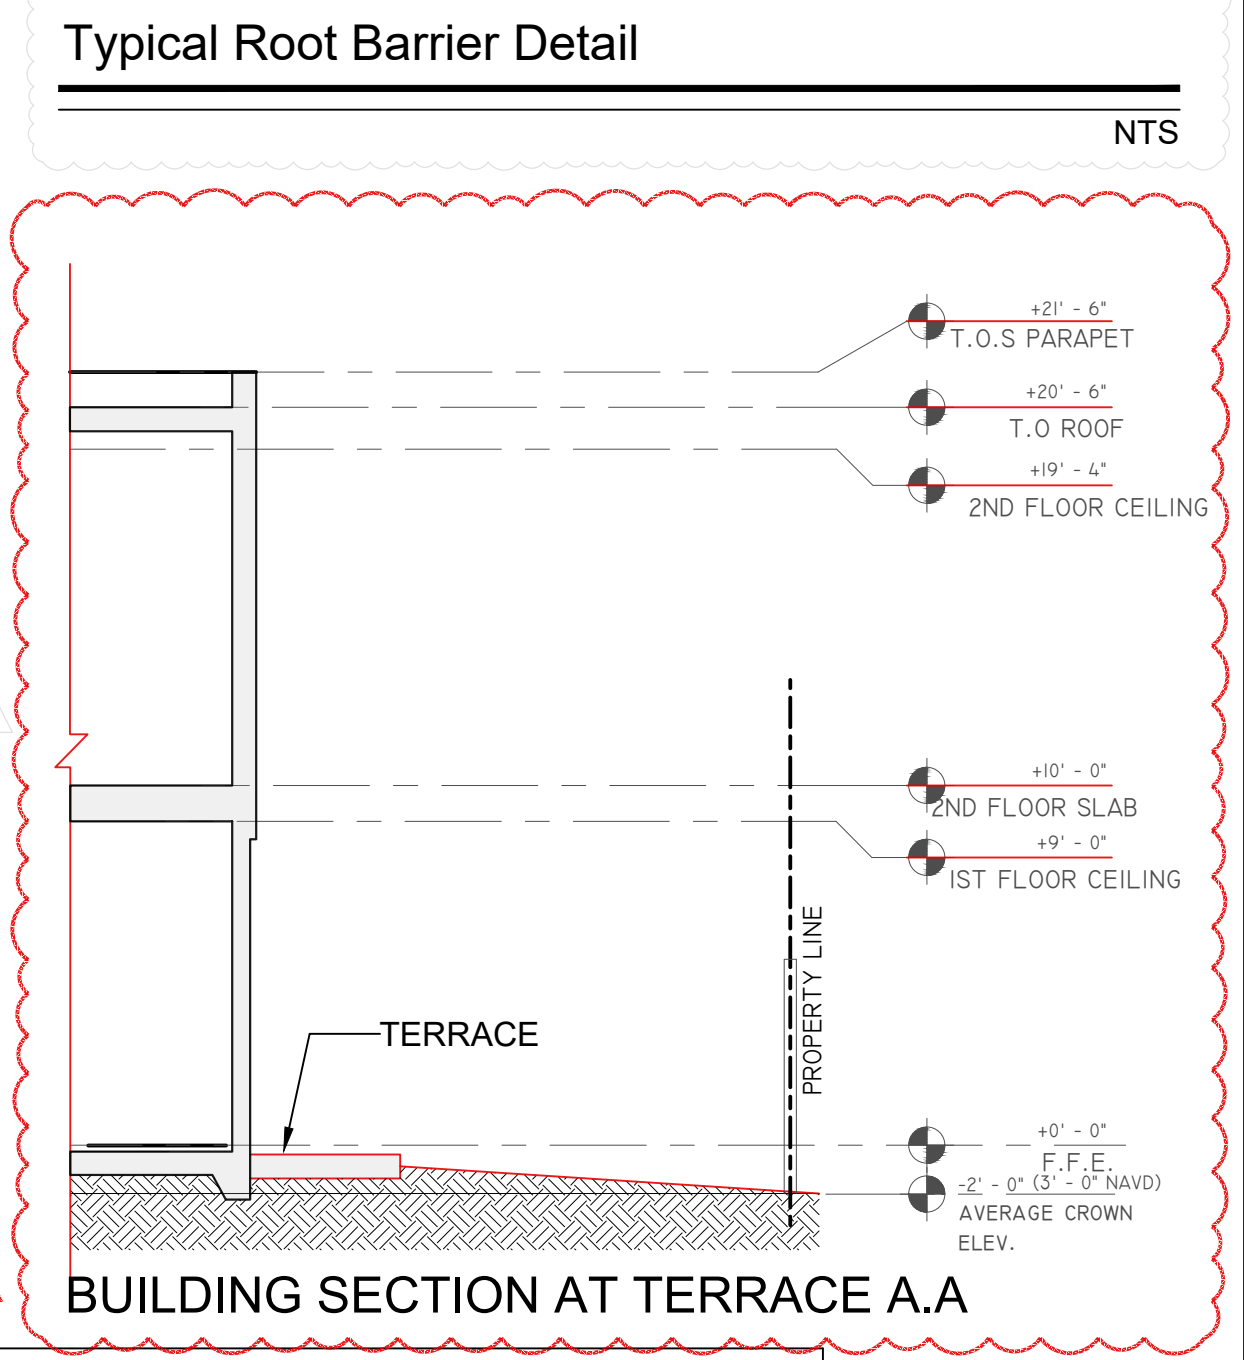 Typical Root Barrier Detail
NTS
+21' - 6"
T.O.S PARAPET
+20' - 6"
T.O ROOF
+19' - 4"
2ND FLOOR CEILING
+10' - 0"
2ND FLOOR SLAB
+9' - 0"
1ST FLOOR CEILING
PROPERTY LINE
TERRACE
+0' - 0"
F.F.E.
-2' - 0" (3' - 0" NAVD)
AVERAGE CROWN
ELEV.
BUILDING SECTION AT TERRACE A.A